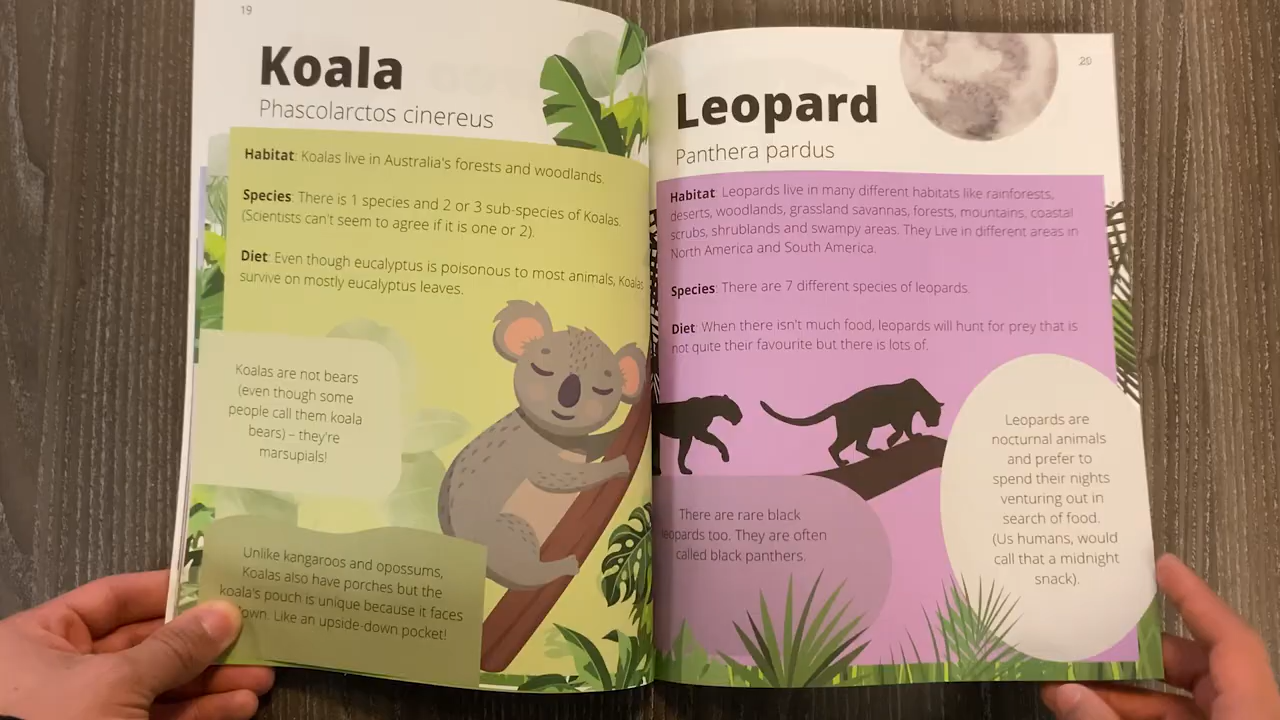 19
Koala
Phascolarctos cinereus
Habitat: Koalas live in Australia's forests and woodlands.
Species: There is 1 species and 2 or 3 sub-species of Koalas.
(Scientists can't seem to agree if it is one or 2).
Diet: Even though eucalyptus is poisonous to most animals, Koalas
survive on mostly eucalyptus leaves.
Koalas are not bears
(even though some
people call them koala
bears) – they're
marsupials!
Unlike kangaroos and opossums,
Koalas also have porches but the
koala's pouch is unique because it faces
down. Like an upside-down pocket!
20
Leopard
Panthera pardus
Habitat: Leopards live in many different habitats like rainforests,
deserts, woodlands, grassland savannas, forests, mountains, coastal
scrubs, shrublands and swampy areas. They Live in different areas in
North America and South America.
Species: There are 7 different species of leopards.
Diet: When there isn't much food, leopards will hunt for prey that is
not quite their favourite but there is lots of.
There are rare black
leopards too. They are often
called black panthers.
Leopards are
nocturnal animals
and prefer to
spend their nights
venturing out in
search of food.
(Us humans, would
call that a midnight
snack).